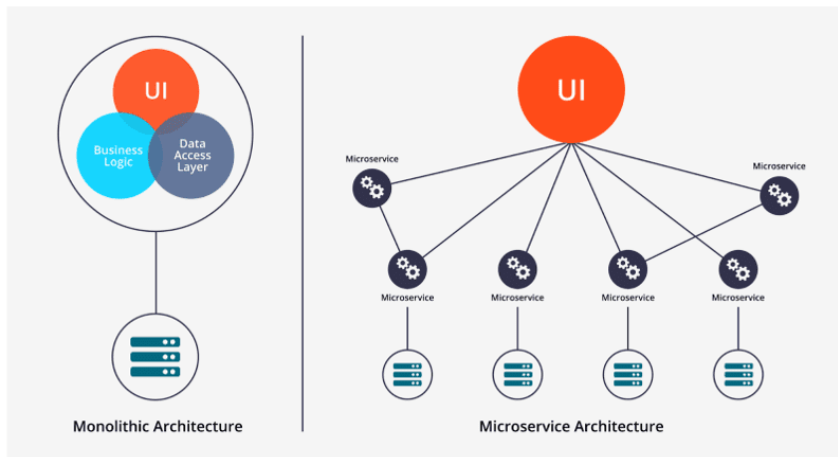 UI
Business
Logic
Data
Access
Layer
Monolithic Architecture
UI
Microservice
Microservice
Microservice
Microservice
Microservice
Microservice
Microservice Architecture